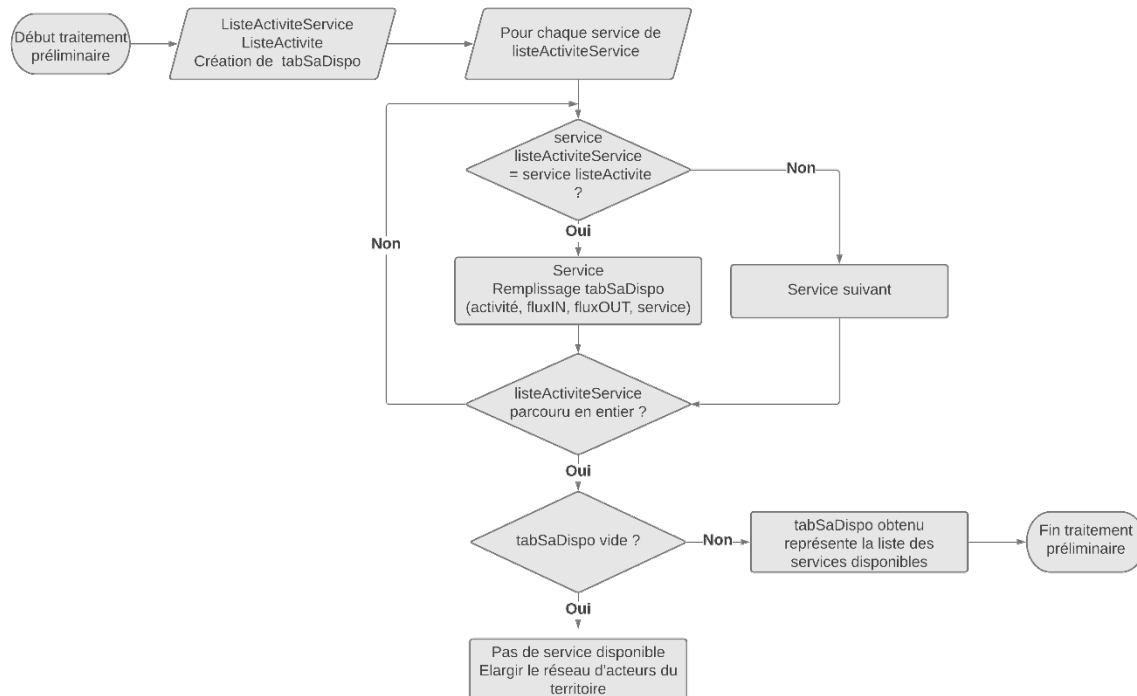 Début traitement
préliminaire
ListeActiviteService
ListeActivite
Création de tabSaDispo
Pour chaque service de
listeActiviteService
service
listeActiviteService
= service listeActivite
?
Non
Oui
Non
Service
Remplissage tabSaDispo
(activité, fluxIN, fluxOUT, service)
Service suivant
listeActiviteService
parcouru en entier ?
Oui
tabSaDispo vide ?
Non
tabSaDispo obtenu
représente la liste des
services disponibles
Fin traitement
préliminaire
Oui
Pas de service disponible
Elargir le réseau d'acteurs du
territoire